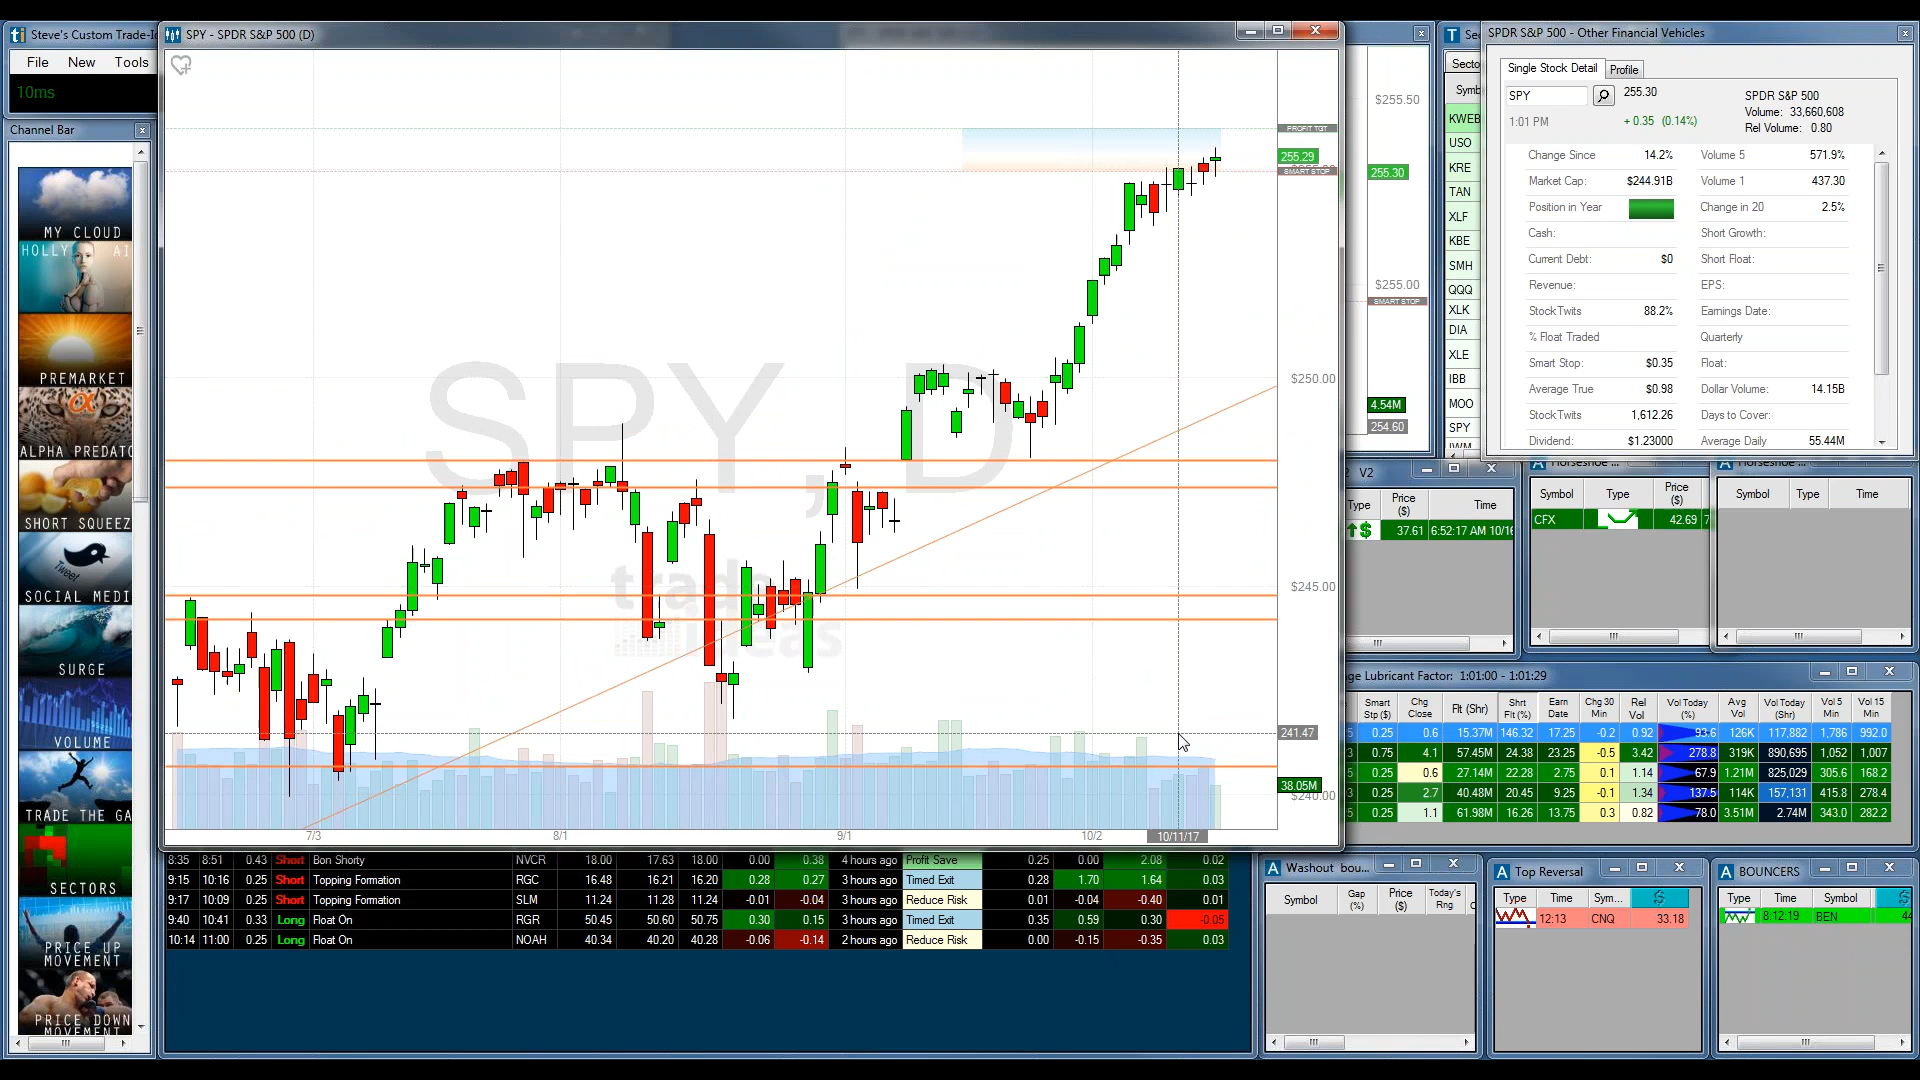 Steve's Custom Trade-Id
File New Tools
10ms
Channel Bar
MY CLOUD
HOLLY AI
PREMARKET
α
ALPHA PREDATO
SHORT SQUEEZ
Tweet
SOCIAL MEDI
SURGE
VOLUME
TRADE THE GA
SECTORS
PRICE UP
MOVEMENT
PRICE DOWN
MOVEMENT
SPY - SPDR S&P 500 (D)
SPY, D
trade
ideas
PROFIT TGT
255.29
SMART STOP
$250.00
$245.00
241.47
38.05M
$240.00
7/3 8/1 9/1 10/2 10/11/17
$255.50
255.30
$255.00
SMART STOP
4.54M
254.60
Sec
Secto
Symb
KWEB
USO
KRE
TAN
XLF
KBE
SMH
QQQ
XLK
DIA
XLE
IBB
MOO
SPY
IWM
SPDR S&P 500 - Other Financial Vehicles
Single Stock Detail Profile
SPY 255.30 SPDR S&P 500
Volume: 33,660,608
1:01 PM + 0.35 (0.14%) Rel Volume: 0.80
Change Since 14.2% Volume 5 571.9%
Market Cap: $244.91B Volume 1 437.30
Position in Year Change in 20 2.5%
Cash: Short Growth:
Current Debt: $0 Short Float:
Revenue: EPS:
StockTwits 88.2% Earnings Date:
% Float Traded Quarterly
Smart Stop: $0.35 Float:
Average True $0.98 Dollar Volume: 14.15B
StockTwits 1,612.26 Days to Cover:
Dividend: $1.23000 Average Daily 55.44M
V2
Type Price ($) Time
37.61 6:52:17 AM 10/16
Horseshoe ...
Symbol Type Price ($)
CFX 42.69 7
Horseshoe ...
Symbol Type Time
ge Lubricant Factor: 1:01:00 - 1:01:29
Smart Stp ($) Chg Close Flt (Shr) Shrt Flt (%) Earn Date Chg 30 Min Rel Vol Vol Today (%) Avg Vol Vol Today (Shr) Vol 5 Min Vol 15 Min
0.25 0.6 15.37M 146.32 17.25 -0.2 0.92 93.6 126K 117,882 1,786 992.0
3 0.75 4.1 57.45M 24.38 23.25 -0.5 3.42 278.8 319K 890,695 1,052 1,007
5 0.25 0.6 27.14M 22.28 2.75 0.1 1.14 67.9 1.21M 825,029 305.6 168.2
3 0.25 2.7 40.48M 20.45 9.25 -0.1 1.34 137.5 114K 157,131 415.8 278.4
0.25 1.1 61.98M 16.26 13.75 0.3 0.82 78.0 3.51M 2.74M 343.0 282.2
8:35 8:51 0.43 Short Bon Shorty NVCR 18.00 17.63 18.00 0.00 0.38 4 hours ago Profit Save 0.25 0.00 2.08 0.02
9:15 10:16 0.25 Short Topping Formation RGC 16.48 16.21 16.20 0.28 0.27 3 hours ago Timed Exit 0.28 1.70 1.64 0.03
9:17 10:09 0.25 Short Topping Formation SLM 11.24 11.28 11.24 -0.01 -0.04 3 hours ago Reduce Risk 0.01 -0.04 -0.40 0.01
9:40 10:41 0.33 Long Float On RGR 50.45 50.60 50.75 0.30 0.15 3 hours ago Timed Exit 0.35 0.59 0.30 -0.05
10:14 11:00 0.25 Long Float On NOAH 40.34 40.20 40.28 -0.06 -0.14 2 hours ago Reduce Risk 0.00 -0.15 -0.35 0.03
Washout bou...
Symbol Gap (%) Price ($) Today's Rng
Top Reversal
Type Time Sym... $
12:13 CNQ 33.18
BOUNCERS
Type Time Symbol $
8:12:19 BEN 44